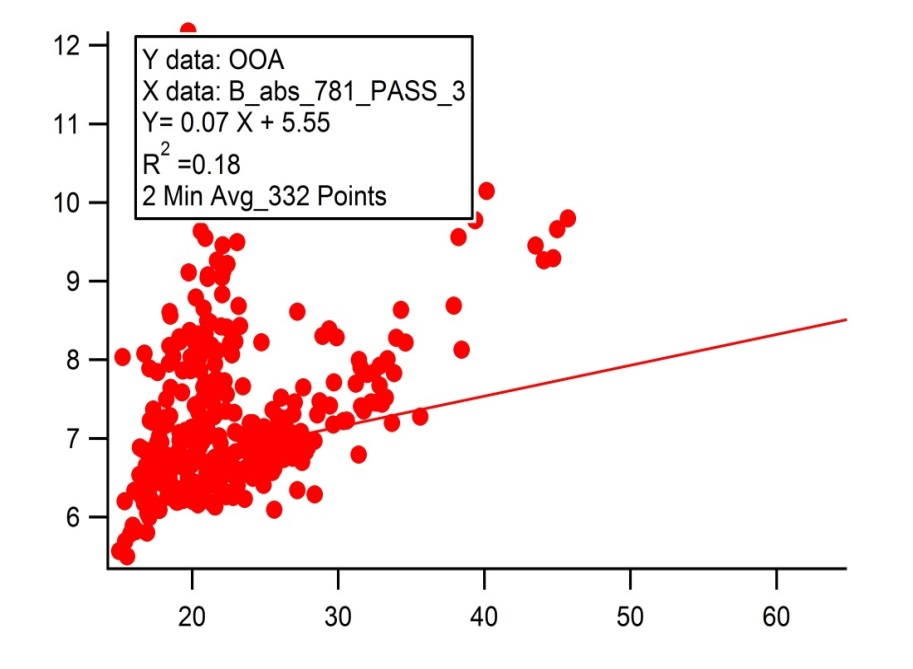 12
11
10
9
8
7
6
Y data: OOA
X data: B_abs_781_PASS_3
Y= 0.07 X + 5.55
R² =0.18
2 Min Avg_332 Points
20 30 40 50 60